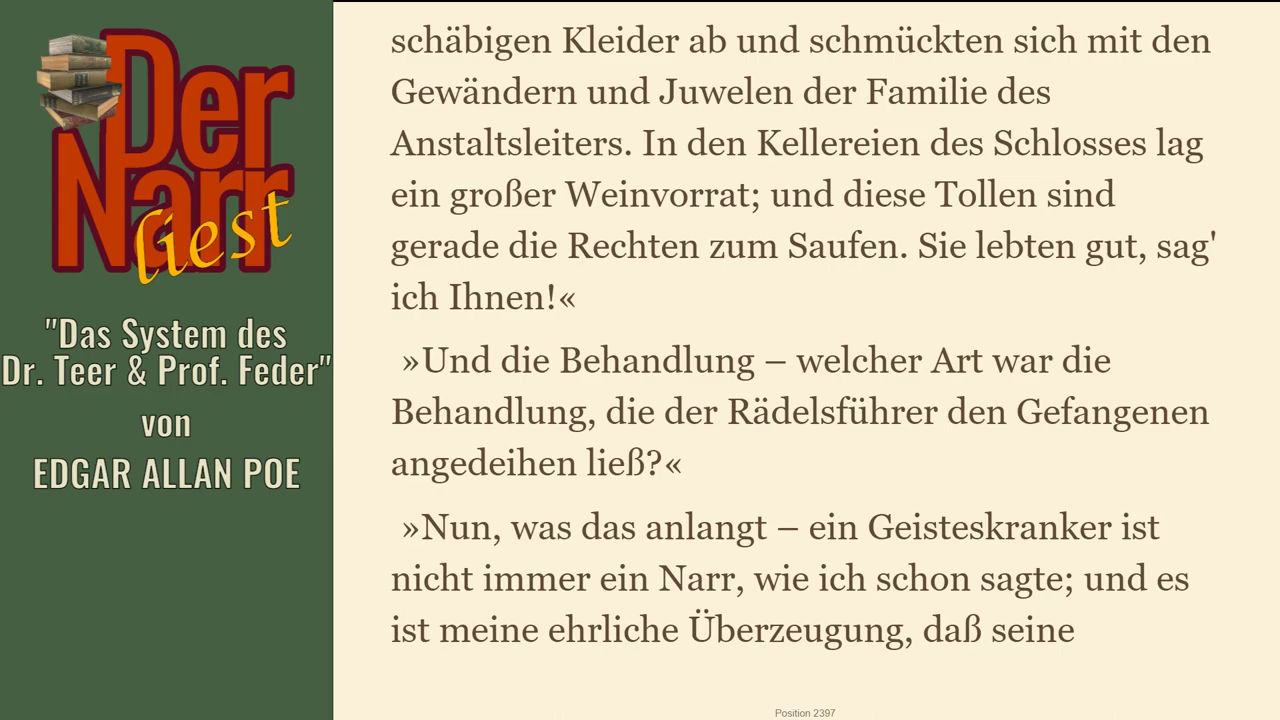 Der
Narr
liest
"Das System des
Dr. Teer & Prof. Feder"
von
EDGAR ALLAN POE
schäbigen Kleider ab und schmückten sich mit den
Gewändern und Juwelen der Familie des
Anstaltsleiters. In den Kellereien des Schlosses lag
ein großer Weinvorrat; und diese Tollen sind
gerade die Rechten zum Saufen. Sie lebten gut, sag'
ich Ihnen!«
»Und die Behandlung – welcher Art war die
Behandlung, die der Rädelsführer den Gefangenen
angedeihen ließ?«
»Nun, was das anlangt – ein Geisteskranker ist
nicht immer ein Narr, wie ich schon sagte; und es
ist meine ehrliche Überzeugung, daß seine
Position 2397